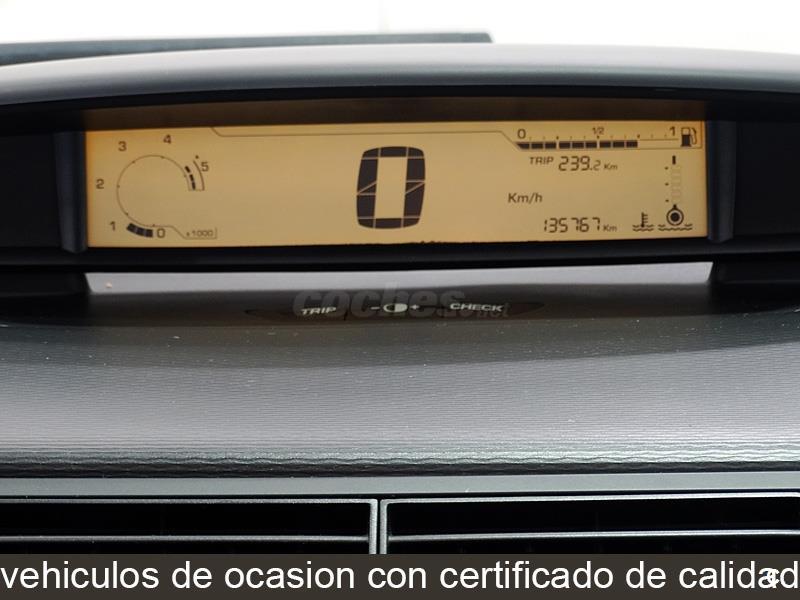 0 1/2 1
TRIP 239.2 Km
3 4 5
2
1 0 x1000
0 Km/h
135767 Km
coches.net
TRIP - + CHECK
vehiculos de ocasion con certificado de calidad